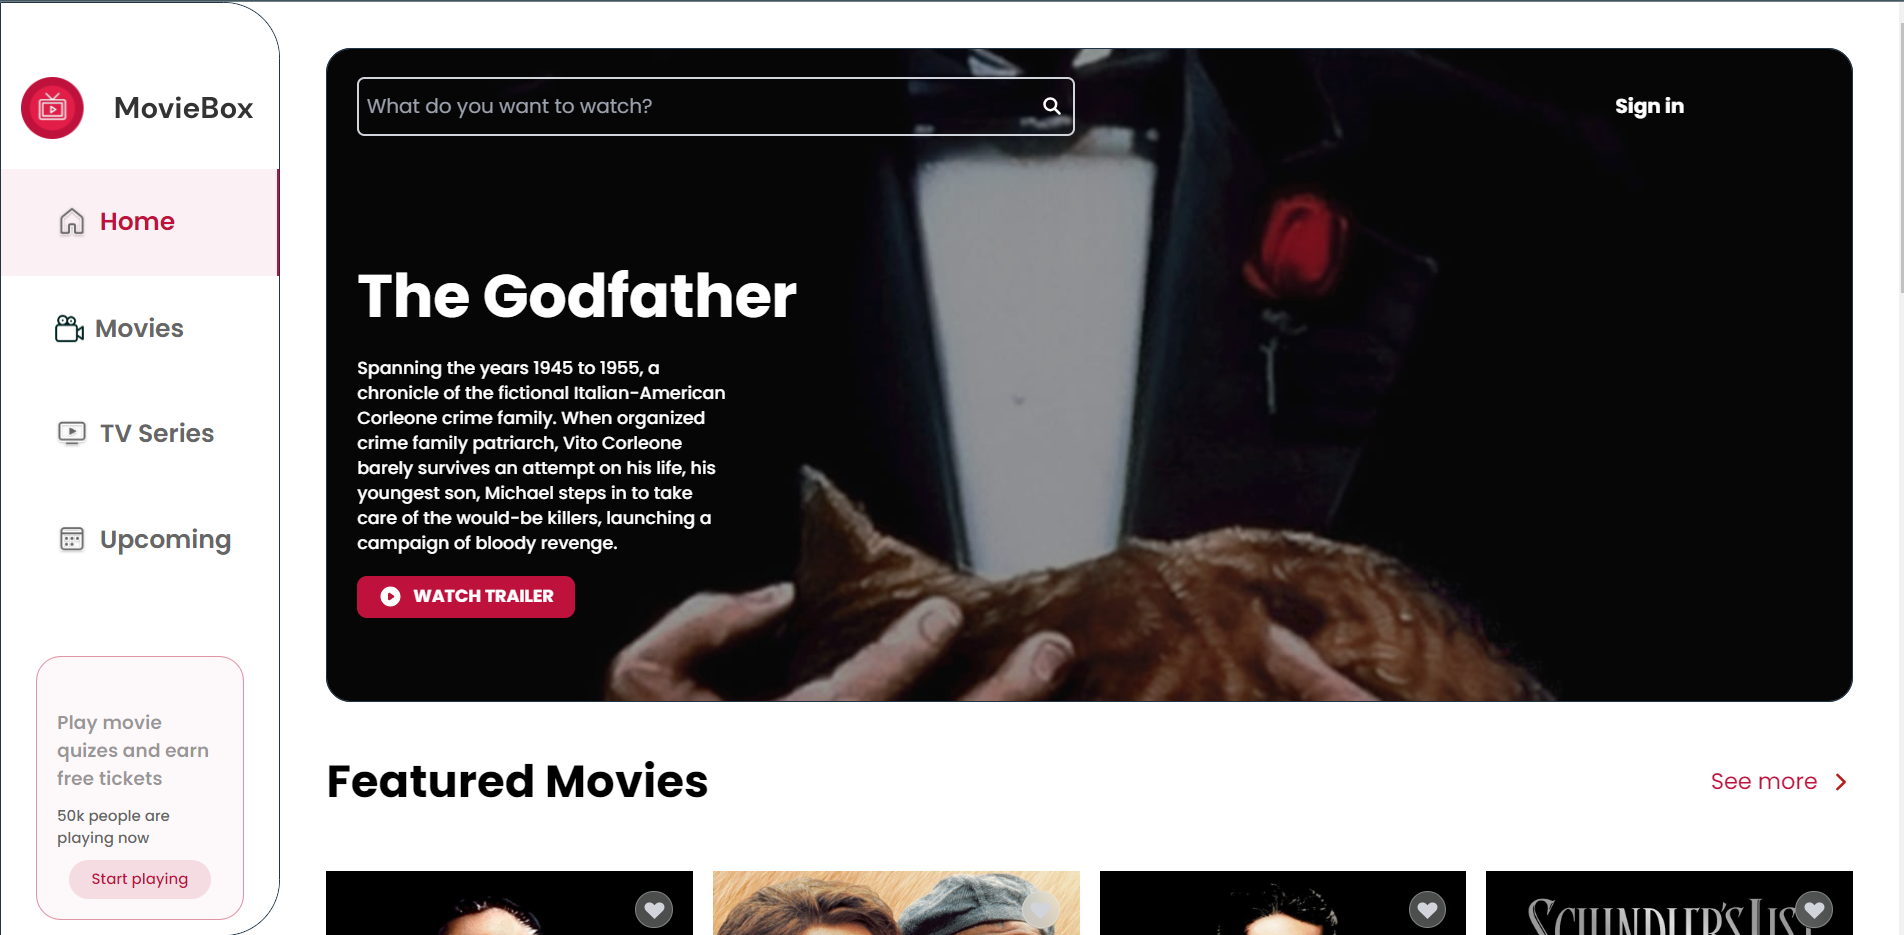 MovieBox
Home
Movies
TV Series
Upcoming
Play movie
quizes and earn
free tickets
50k people are
playing now
Start playing
What do you want to watch?
Sign in
The Godfather
Spanning the years 1945 to 1955, a
chronicle of the fictional Italian-American
Corleone crime family. When organized
crime family patriarch, Vito Corleone
barely survives an attempt on his life, his
youngest son, Michael steps in to take
care of the would-be killers, launching a
campaign of bloody revenge.
WATCH TRAILER
Featured Movies
See more
SCHINDLER'S LIST